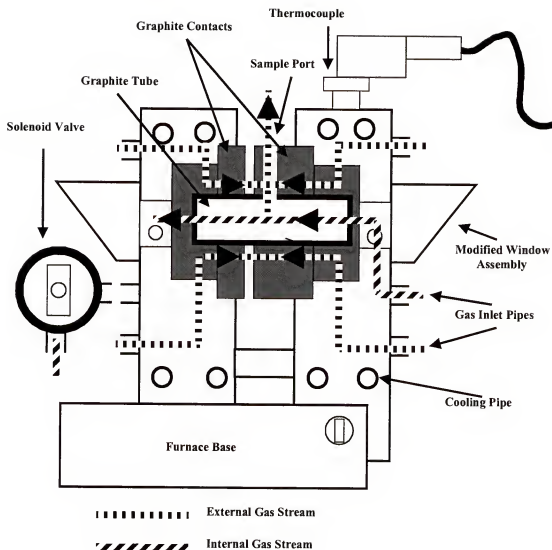 Thermocouple
Graphite Contacts
Sample Port
Graphite Tube
Solenoid Valve
Modified Window
Assembly
Gas Inlet Pipes
Cooling Pipe
Furnace Base
External Gas Stream
Internal Gas Stream